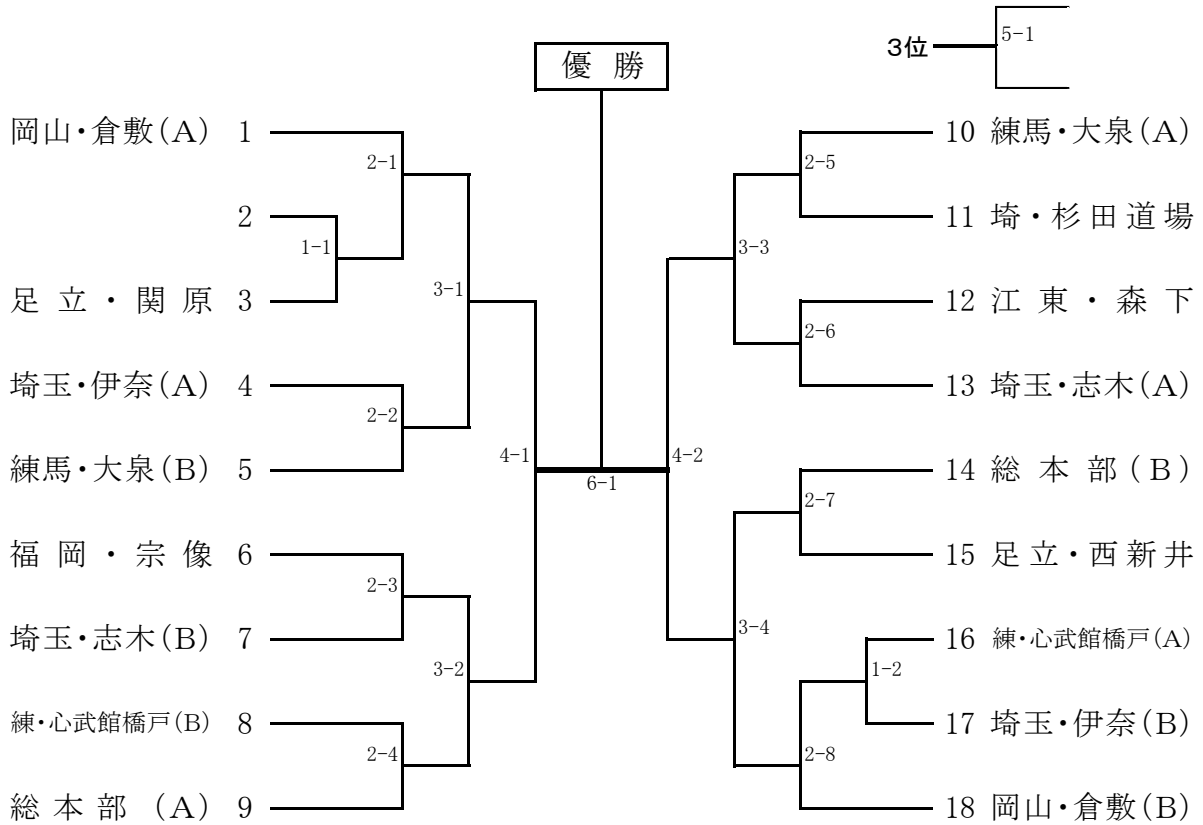 優 勝
3位
5-1
岡山・倉敷(A) 1
2-1
2
1-1
足立・関原 3
3-1
埼玉・伊奈(A) 4
2-2
練馬・大泉(B) 5
4-1
福岡・宗像 6
2-3
埼玉・志木(B) 7
3-2
練・心武館橋戸(B) 8
2-4
総本部(A) 9
6-1
10 練馬・大泉(A)
2-5
11 埼・杉田道場
3-3
12 江東・森下
2-6
13 埼玉・志木(A)
4-2
14 総本部(B)
2-7
15 足立・西新井
3-4
16 練・心武館橋戸(A)
1-2
17 埼玉・伊奈(B)
2-8
18 岡山・倉敷(B)